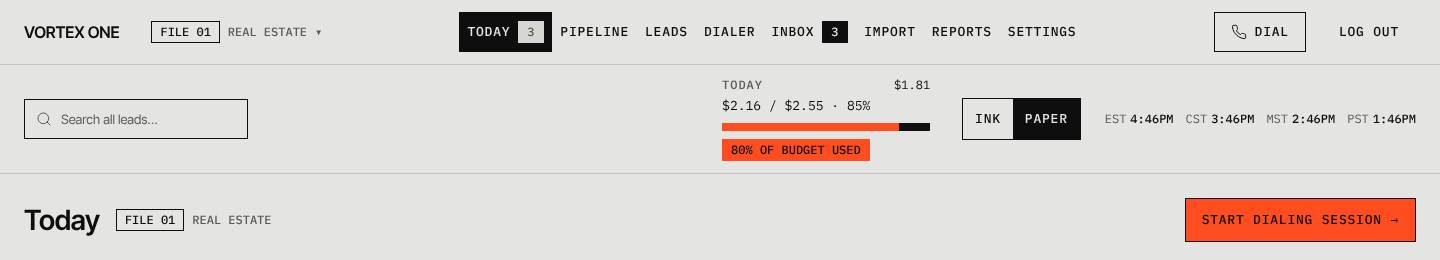 VORTEX ONE FILE 01 REAL ESTATE ▾ TODAY 3 PIPELINE LEADS DIALER INBOX 3 IMPORT REPORTS SETTINGS DIAL LOG OUT
TODAY $1.81
$2.16 / $2.55 · 85%
Search all leads... INK PAPER EST 4:46PM CST 3:46PM MST 2:46PM PST 1:46PM
80% OF BUDGET USED
Today FILE 01 REAL ESTATE START DIALING SESSION →